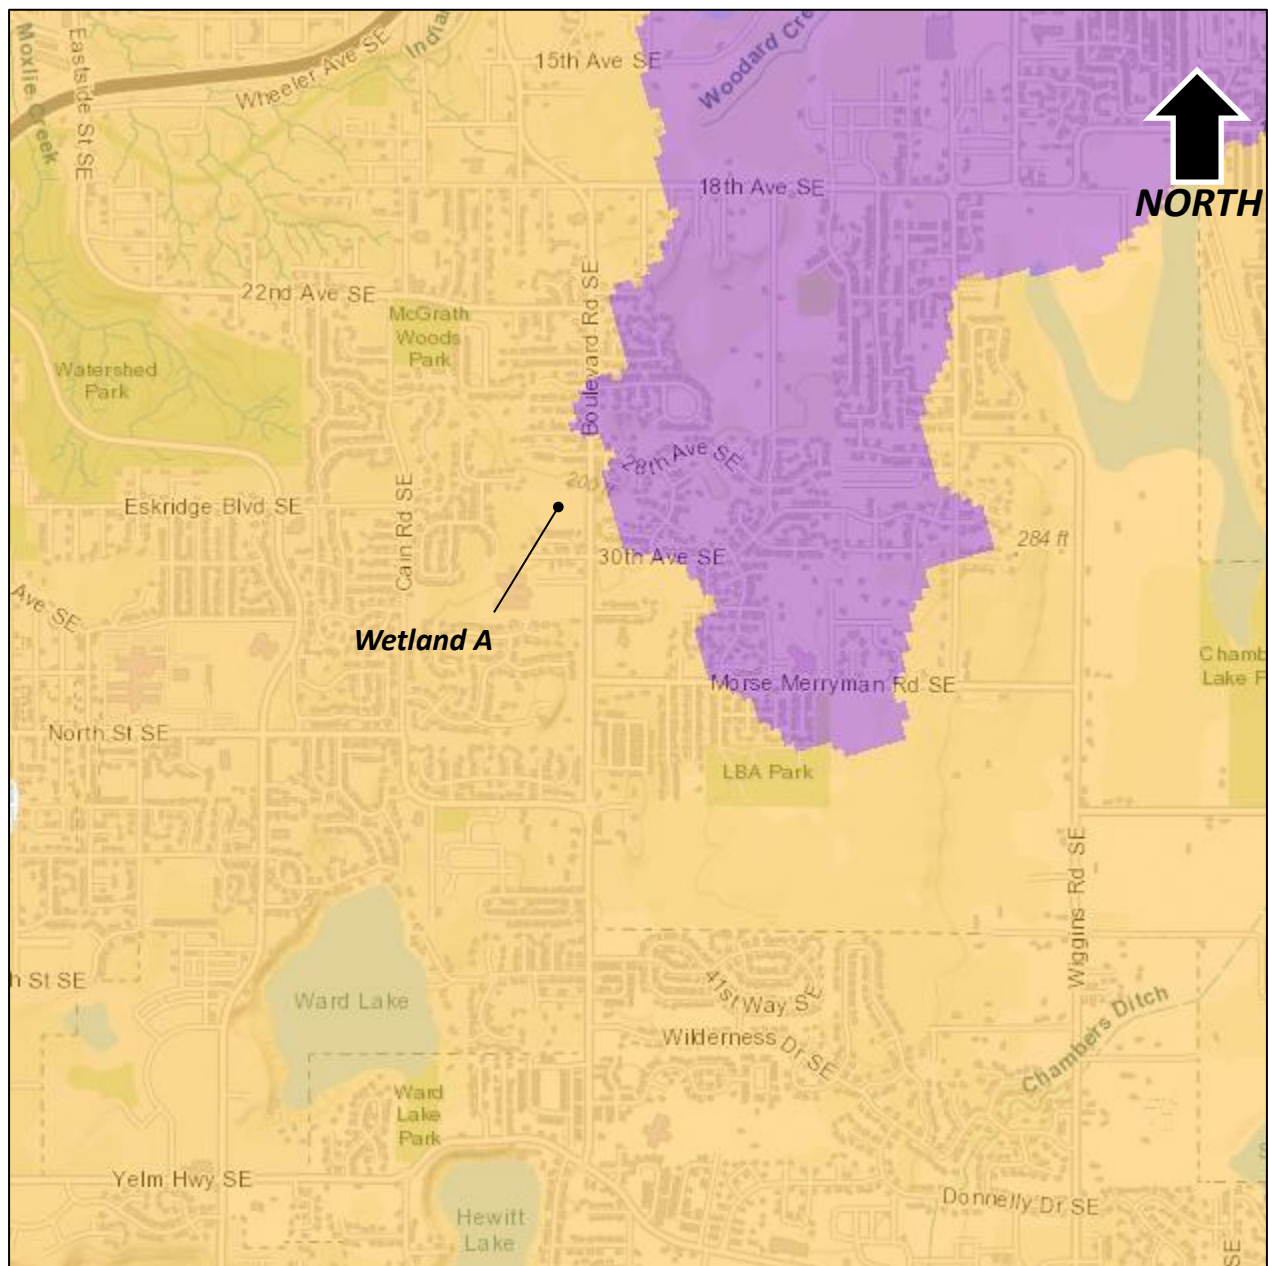 Moxlie Creek
Eastside St SE
Wheeler Ave SE
India
15th Ave SE
Woodard Cre
NORTH
18th Ave SE
22nd Ave SE
McGrath
Woods
Park
Boulevard Rd SE
Watershed
Park
28th Ave SE
200
Eskridge Blvd SE
Cain Rd SE
30th Ave SE
284 ft
Ave SE
Wetland A
Chamb
Lake P
Morse Merryman Rd SE
North St SE
LBA Park
Wiggins Rd SE
h St SE
Ward Lake
41st Way SE
Wilderness Dr SE
Chambers Ditch
Ward
Lake
Park
Yelm Hwy SE
Donnelly Dr SE
Hewitt
Lake
SE